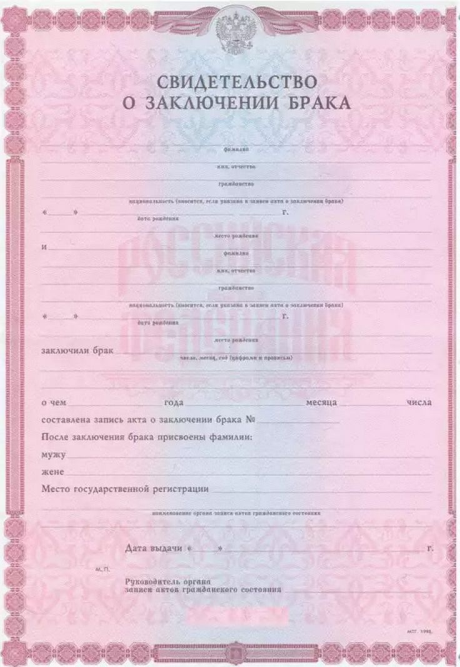 СВИДЕТЕЛЬСТВО
О ЗАКЛЮЧЕНИИ БРАКА
фамилия
имя, отчество
гражданство
национальность (вносится, если указана в записи акта о заключении брака)
« » г.
дата рождения
место рождения
и
фамилия
имя, отчество
гражданство
национальность (вносится, если указана в записи акта о заключении брака)
« » г.
дата рождения
место рождения
РОССИЙСКАЯ
ФЕДЕРАЦИЯ
заключили брак
число, месяц, год (цифрами и прописью)
о чем года месяца числа
составлена запись акта о заключении брака №
После заключения брака присвоены фамилии:
мужу
жене
Место государственной регистрации
наименование органа записи актов гражданского состояния
Дата выдачи « » г.
М.П.
Руководитель органа
записи актов гражданского состояния